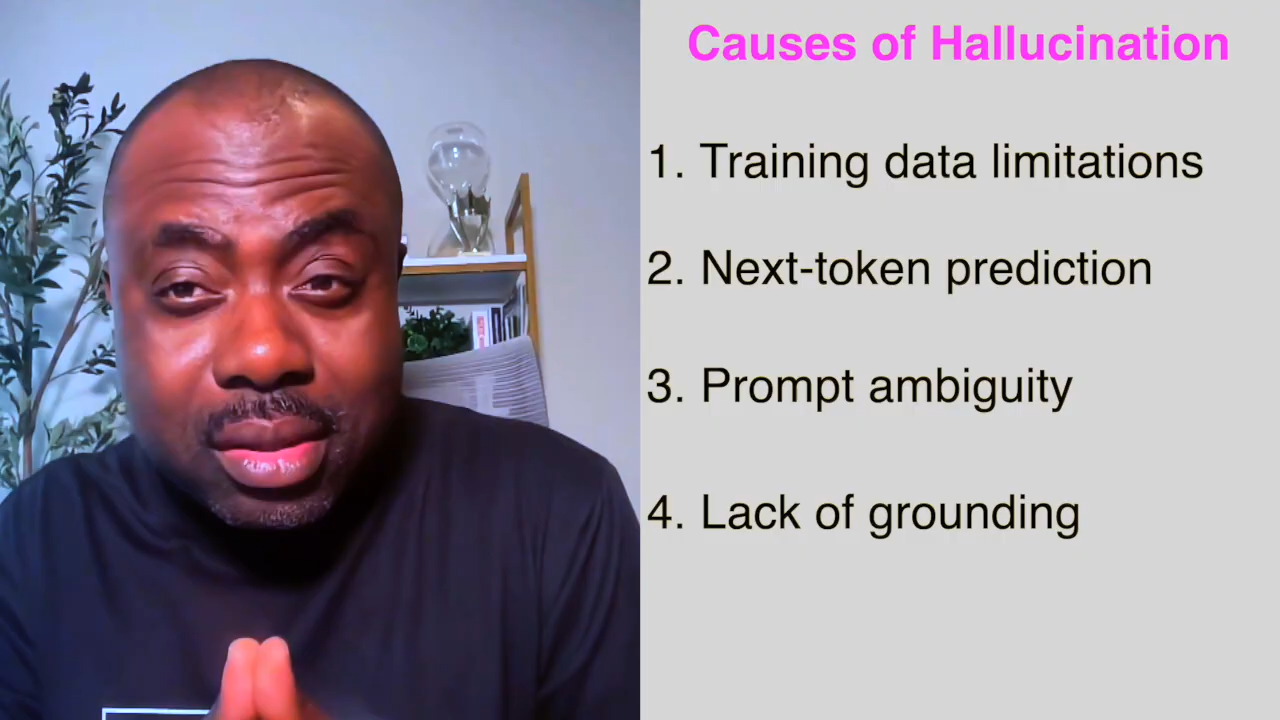 Causes of Hallucination
1. Training data limitations
2. Next-token prediction
3. Prompt ambiguity
4. Lack of grounding